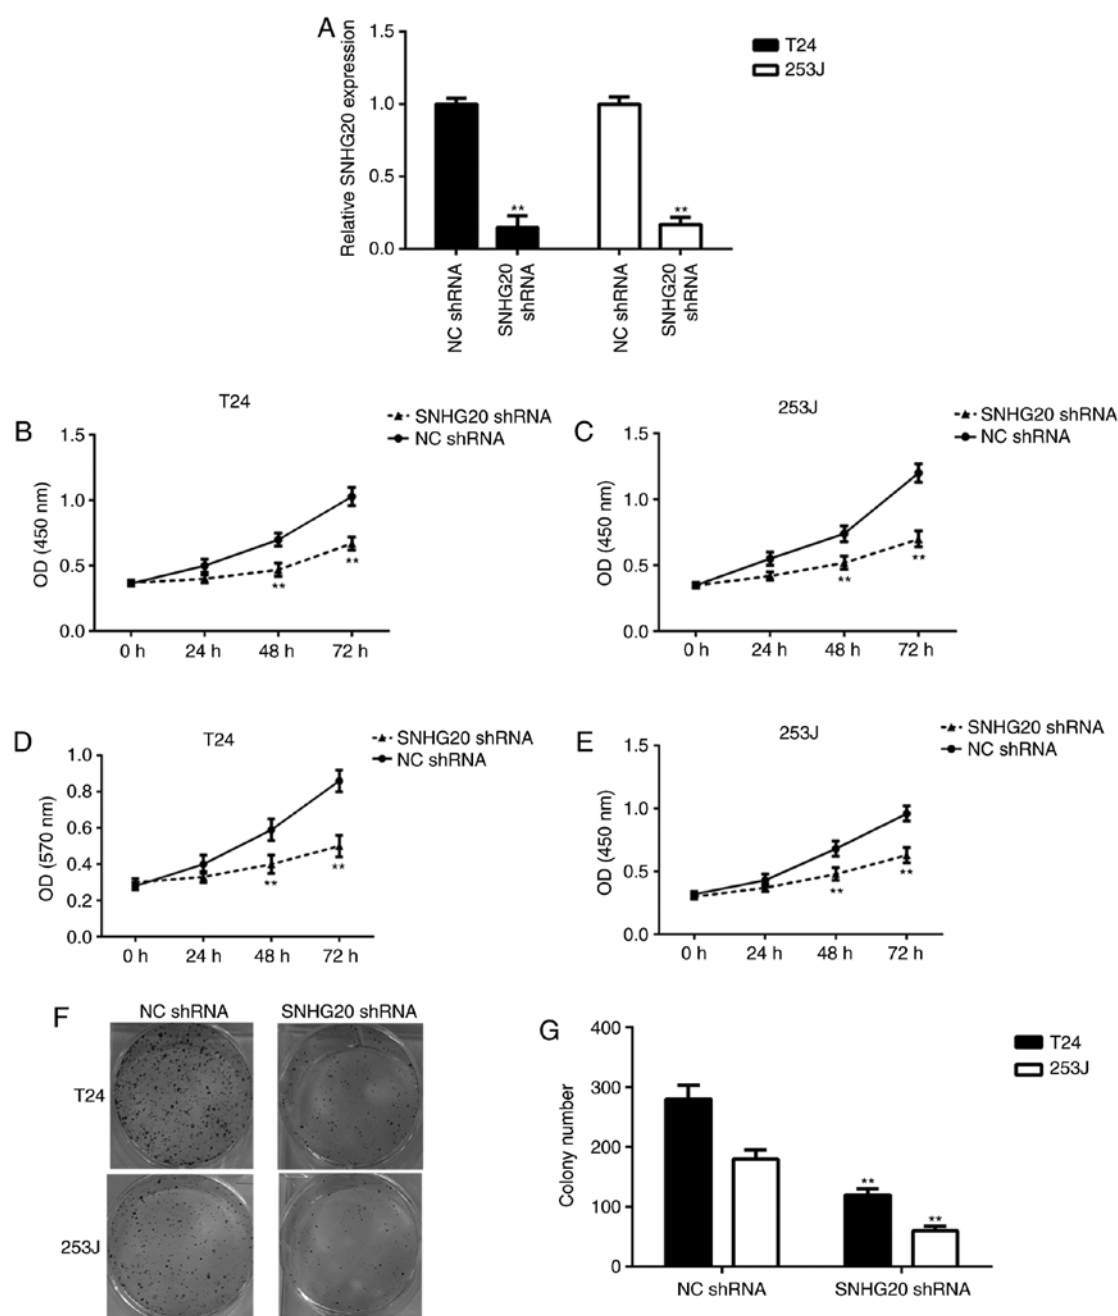 A
Relative SNHG20 expression
1.5
1.0
0.5
0.0
**
**
NC shRNA
SNHG20
shRNA
NC shRNA
SNHG20
shRNA
T24
253J
B
T24
SNHG20 shRNA
NC shRNA
OD (450 nm)
1.5
1.0
0.5
0.0
**
**
0 h 24 h 48 h 72 h
C
253J
SNHG20 shRNA
NC shRNA
OD (450 nm)
1.5
1.0
0.5
0.0
**
**
0 h 24 h 48 h 72 h
D
T24
SNHG20 shRNA
NC shRNA
OD (570 nm)
1.0
0.8
0.6
0.4
0.2
0.0
**
**
0 h 24 h 48 h 72 h
E
253J
SNHG20 shRNA
NC shRNA
OD (450 nm)
1.5
1.0
0.5
0.0
**
**
0 h 24 h 48 h 72 h
F
NC shRNA SNHG20 shRNA
T24
253J
G
Colony number
400
300
200
100
0
**
**
NC shRNA SNHG20 shRNA
T24
253J